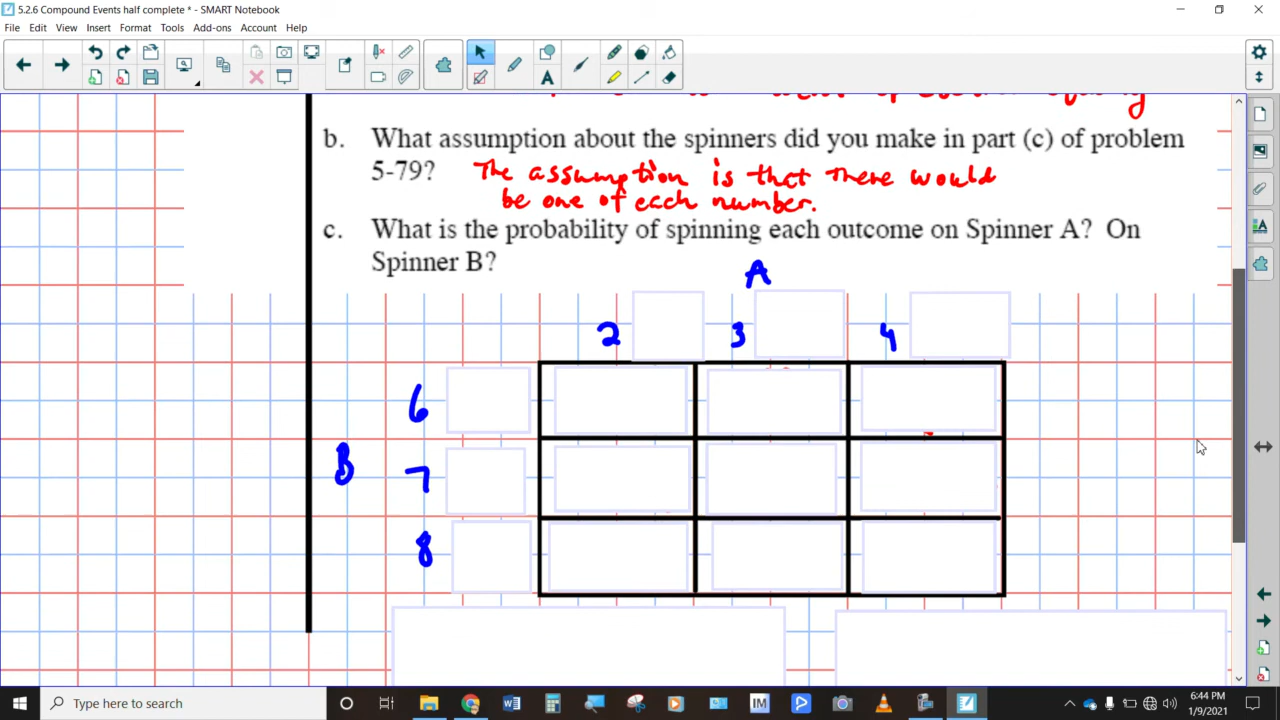 5.2.6 Compound Events half complete * - SMART Notebook
File Edit View Insert Format Tools Add-ons Account Help
b. What assumption about the spinners did you make in part (c) of problem
5-79? The assumption is that there would
be one of each number.
c. What is the probability of spinning each outcome on Spinner A? On
Spinner B?
A
2 3 4
6
B 7
8
Type here to search
6:44 PM
1/9/2021